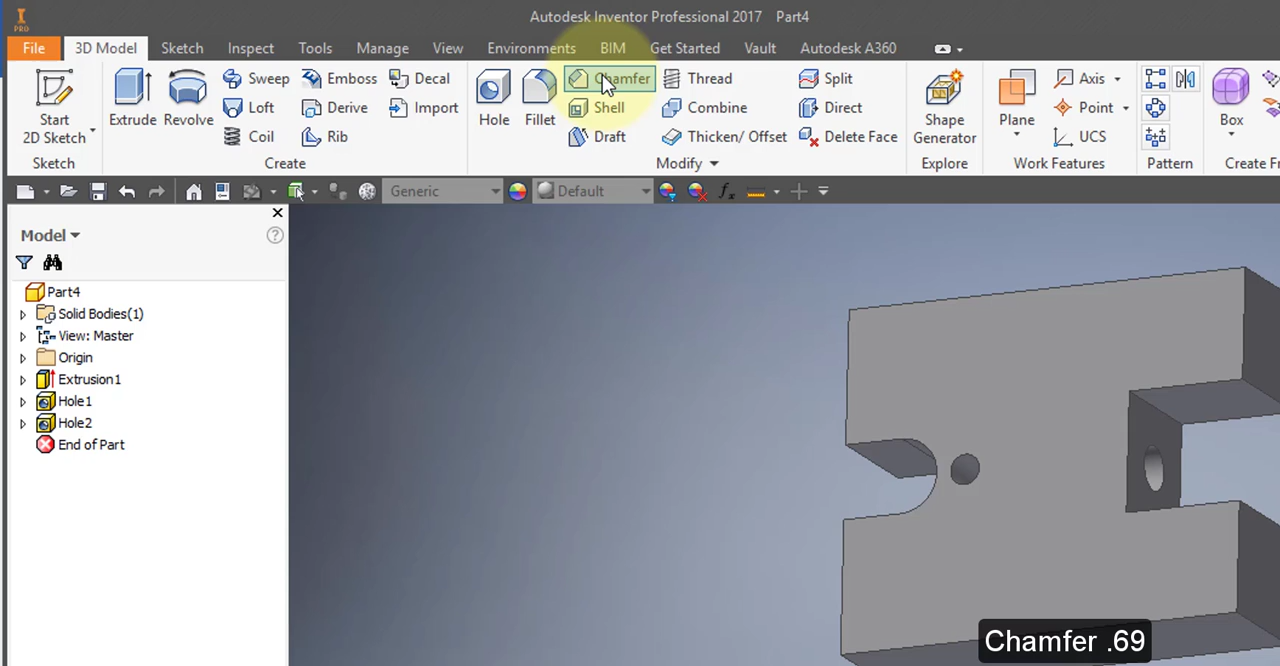 Autodesk Inventor Professional 2017 Part4
PRO
File 3D Model Sketch Inspect Tools Manage View Environments BIM Get Started Vault Autodesk A360
Start
2D Sketch
Sketch
Extrude
Revolve
Sweep
Loft
Coil
Emboss
Derive
Rib
Decal
Import
Create
Hole
Fillet
Chamfer
Shell
Draft
Thread
Combine
Thicken/ Offset
Split
Direct
Delete Face
Modify
Shape
Generator
Explore
Plane
Axis
Point
UCS
Work Features
Pattern
Box
Generic
Default
fx
Model
Part4
Solid Bodies(1)
View: Master
Origin
Extrusion1
Hole1
Hole2
End of Part
Chamfer .69